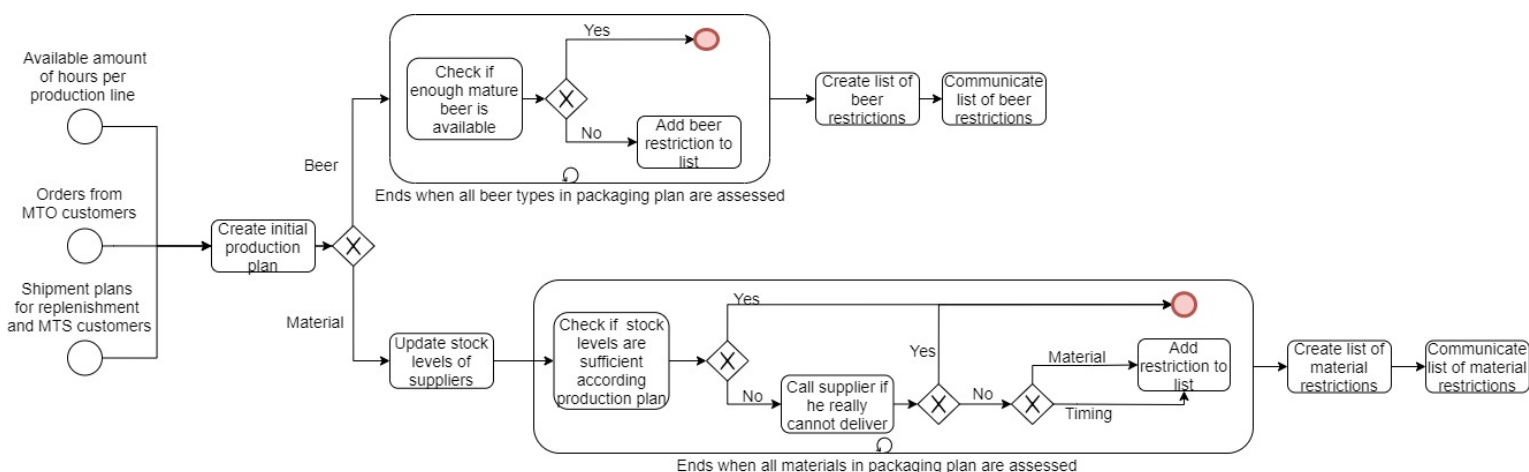 Available amount
of hours per
production line
Orders from
MTO customers
Shipment plans
for replenishment
and MTS customers
Create initial
production
plan
X
Beer
Material
Check if
enough mature
beer is
available
X
Yes
No
Add beer
restriction to
list
Ends when all beer types in packaging plan are assessed
Create list of
beer
restrictions
Communicate
list of beer
restrictions
Update stock
levels of
suppliers
Check if stock
levels are
sufficient
according
production plan
X
Yes
No
Call supplier if
he really
cannot deliver
X
Yes
No
X
Material
Timing
Add
restriction to
list
Ends when all materials in packaging plan are assessed
Create list of
material
restrictions
Communicate
list of material
restrictions